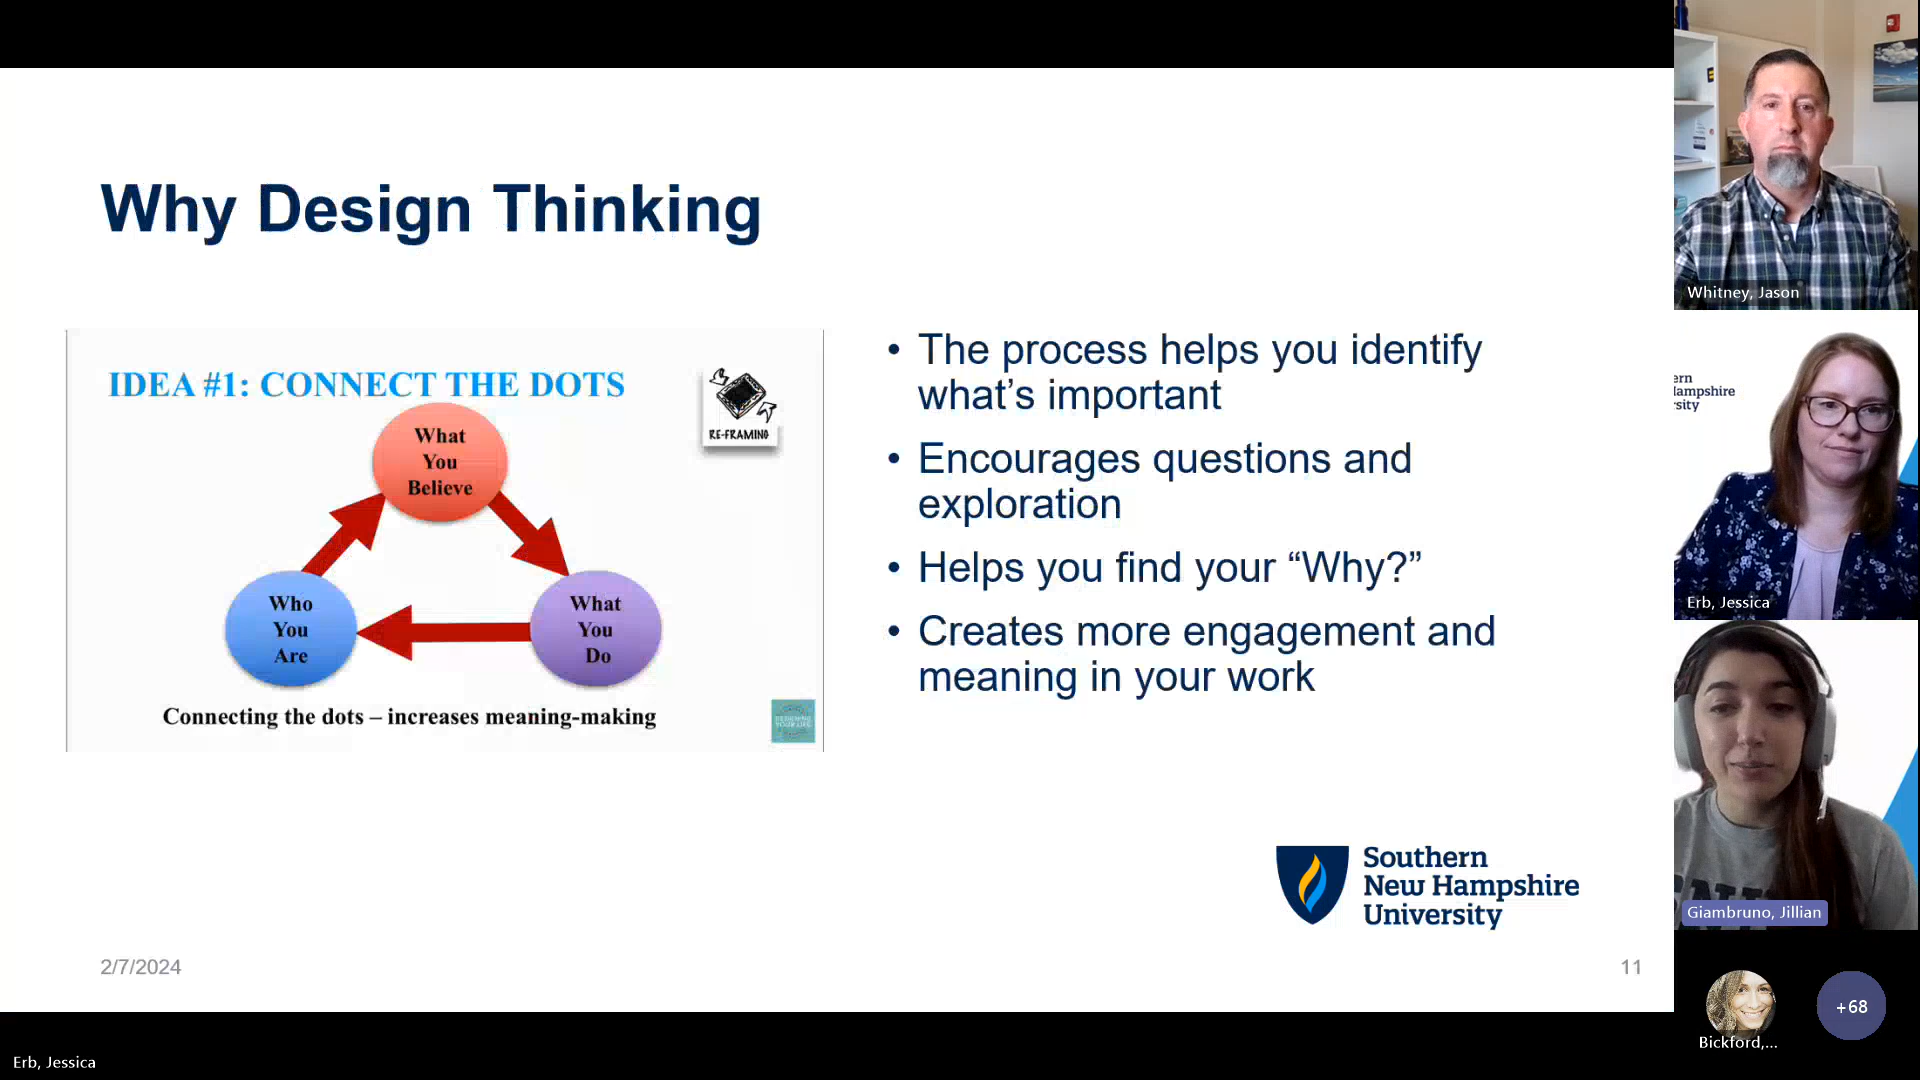 Why Design Thinking
IDEA #1: CONNECT THE DOTS
RE-FRAMING
What
You
Believe
Who
You
Are
What
You
Do
Connecting the dots – increases meaning-making
• The process helps you identify
what’s important
• Encourages questions and
exploration
• Helps you find your “Why?”
• Creates more engagement and
meaning in your work
Southern
New Hampshire
University
2/7/2024
11
Erb, Jessica
Whitney, Jason
ern
Hampshire
rsity
Erb, Jessica
Giambruno, Jillian
Bickford,...
+68